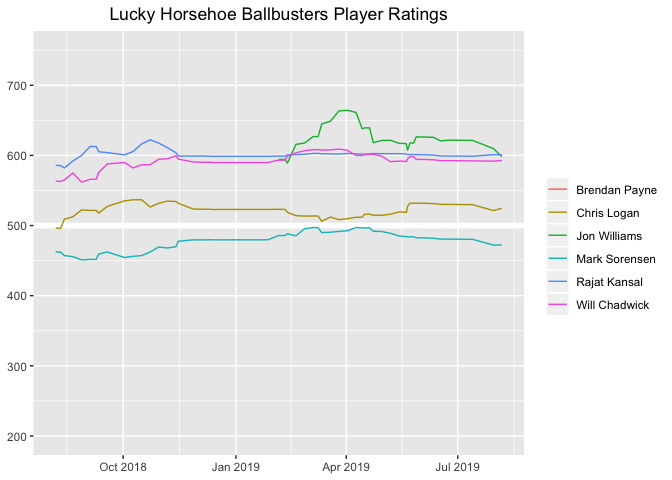 Lucky Horsehoe Ballbusters Player Ratings
700
600
500
400
300
200
Oct 2018
Jan 2019
Apr 2019
Jul 2019
Brendan Payne
Chris Logan
Jon Williams
Mark Sorensen
Rajat Kansal
Will Chadwick